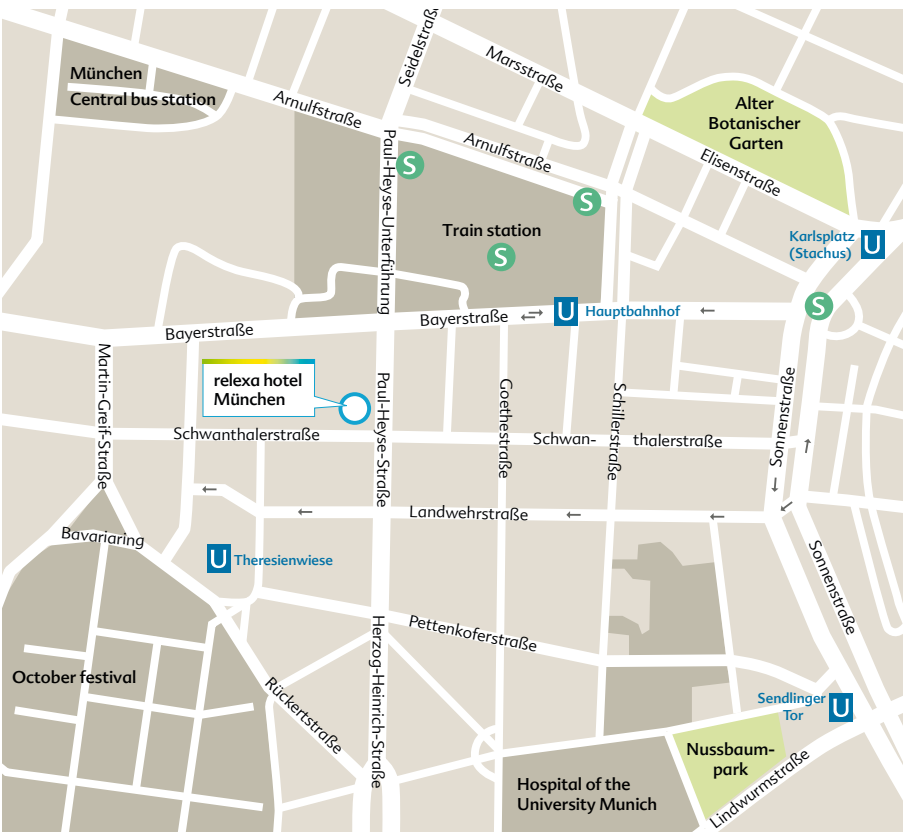 Seidelstraß
Marsstraße
München
Central bus station
Arnulfstraße
Alter
Botanischer
Garten
Arnulfstraße
Elisenstraße
S
Paul-Heyse-Unterführung
S
Train station
S
Karlsplatz
(Stachus)
U
S
U
Hauptbahnhof
Bayerstraße
Bayerstraße
relexa hotel
München
Martin-Greif-Straße
Paul-Heyse-Straße
Goethestraße
Schillerstraße
Sonnenstraße
Schwanthalerstraße
Schwan-
thalerstraße
Landwehrstraße
Bavariaring
U
Theresienwiese
Sonnenstraße
Pettenkoferstraße
Herzog-Heinrich-Straße
October festival
Rückertstraße
Sendlinger
Tor
U
Nussbaum-
park
Lindwurmstraße
Hospital of the
University Munich